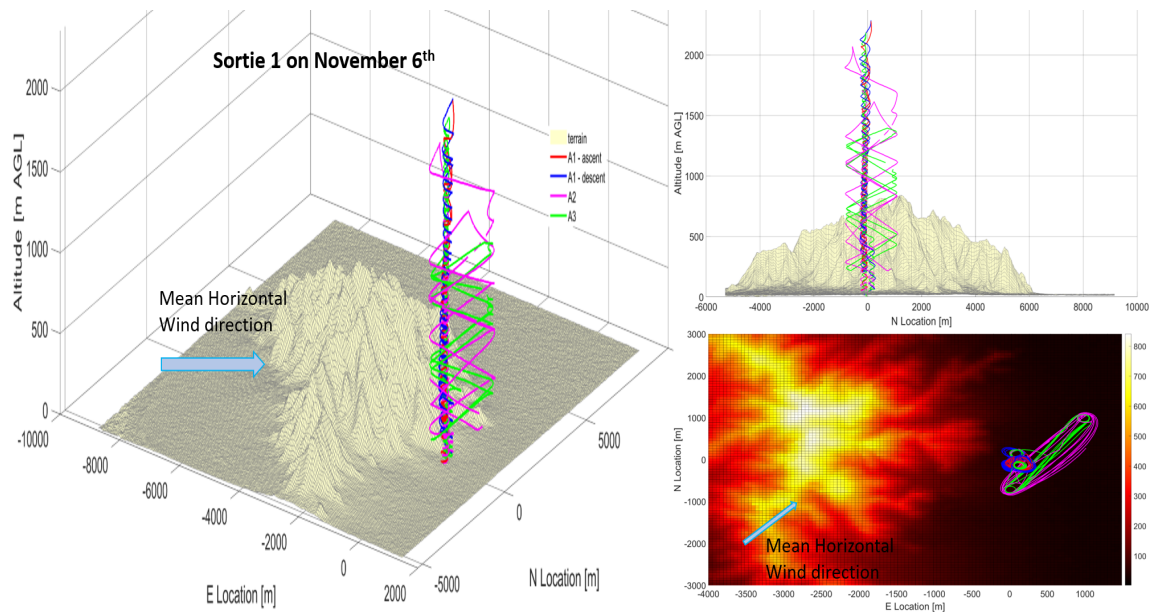 Sortie 1 on November 6th
2000
1500
1000
500
0
Altitude [m AGL]
terrain
A1 - ascent
A1 - descent
A2
A3
Mean Horizontal
Wind direction
-10000
-8000
-6000
-4000
-2000
0
2000
E Location [m]
-5000
0
5000
N Location [m]
2000
1500
1000
500
0
Altitude [m AGL]
-6000 -4000 -2000 0 2000 4000 6000 8000 10000
N Location [m]
3000
2000
1000
0
-1000
-2000
-3000
N Location [m]
Mean Horizontal
Wind direction
-4000 -3500 -3000 -2500 -2000 -1500 -1000 -500 0 500 1000
E Location [m]
800
700
600
500
400
300
200
100